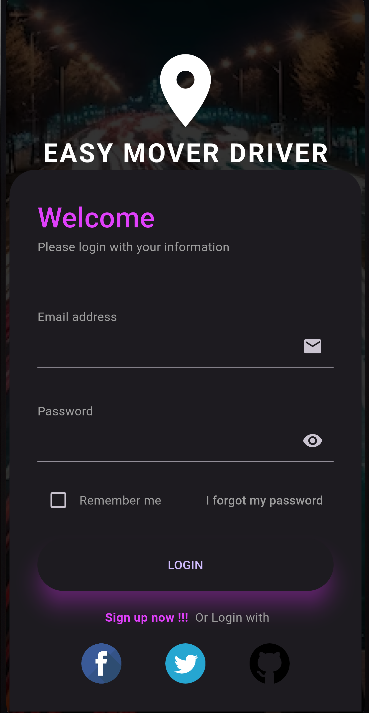 EASY MOVER DRIVER
Welcome
Please login with your information
Email address
Password
Remember me I forgot my password
LOGIN
Sign up now !!! Or Login with